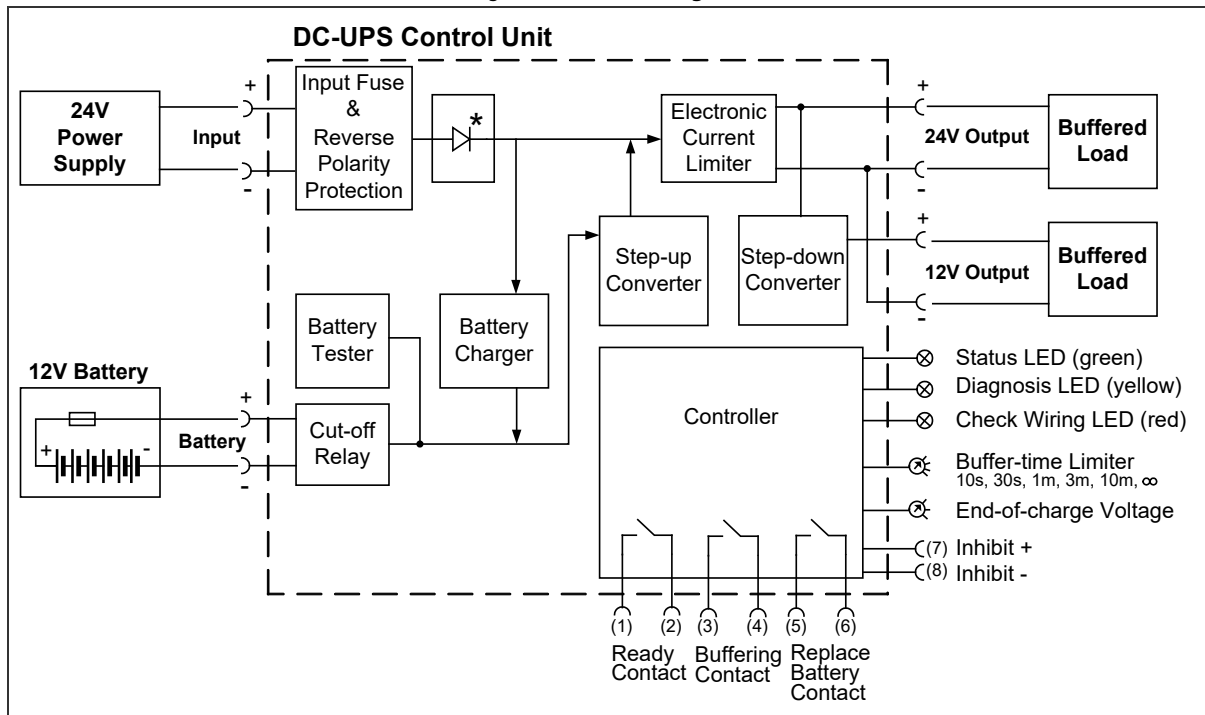 DC-UPS Control Unit
24V
Power
Supply
+
Input
-
Input Fuse
&
Reverse
Polarity
Protection
*
Electronic
Current
Limiter
+
24V Output
-
Buffered
Load
Step-up
Converter
Step-down
Converter
+
12V Output
-
Buffered
Load
Battery
Tester
Battery
Charger
12V Battery
+ -
+
Battery
-
Cut-off
Relay
Controller
Status LED (green)
Diagnosis LED (yellow)
Check Wiring LED (red)
Buffer-time Limiter
10s, 30s, 1m, 3m, 10m, ∞
End-of-charge Voltage
(7) Inhibit +
(8) Inhibit -
(1) (2) (3) (4) (5) (6)
Ready
Contact
Buffering
Contact
Replace
Battery
Contact